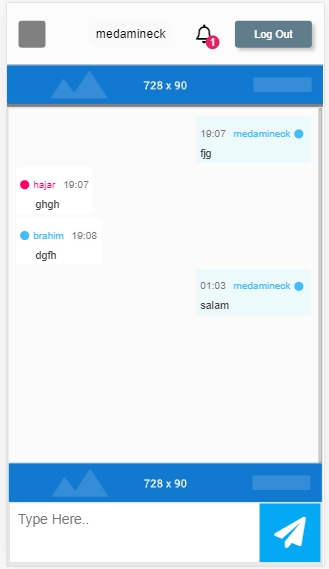 medamineck
1
Log Out
728 x 90
19:07 medamineck
fjg
hajar 19:07
ghgh
brahim 19:08
dgfh
01:03 medamineck
salam
728 x 90
Type Here..